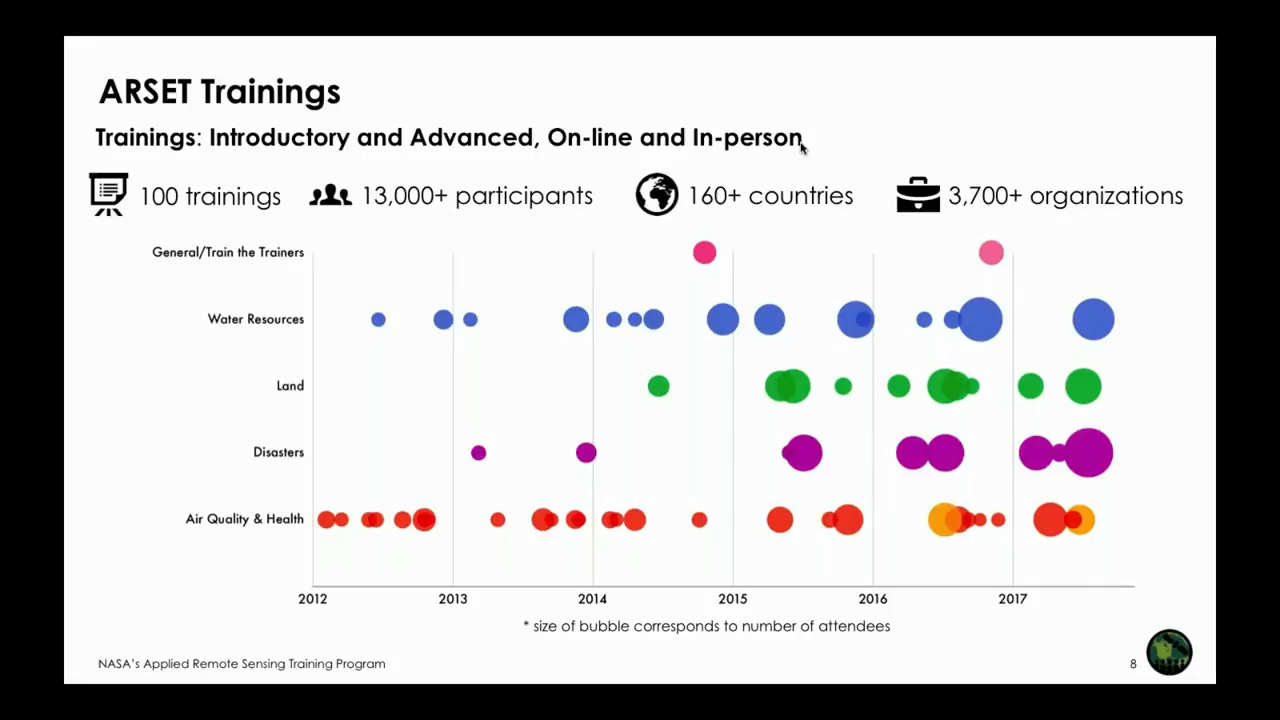 ARSET Trainings
Trainings: Introductory and Advanced, On-line and In-person
100 trainings 13,000+ participants 160+ countries 3,700+ organizations
General/Train the Trainers
Water Resources
Land
Disasters
Air Quality & Health
2012 2013 2014 2015 2016 2017
* size of bubble corresponds to number of attendees
NASA's Applied Remote Sensing Training Program 8